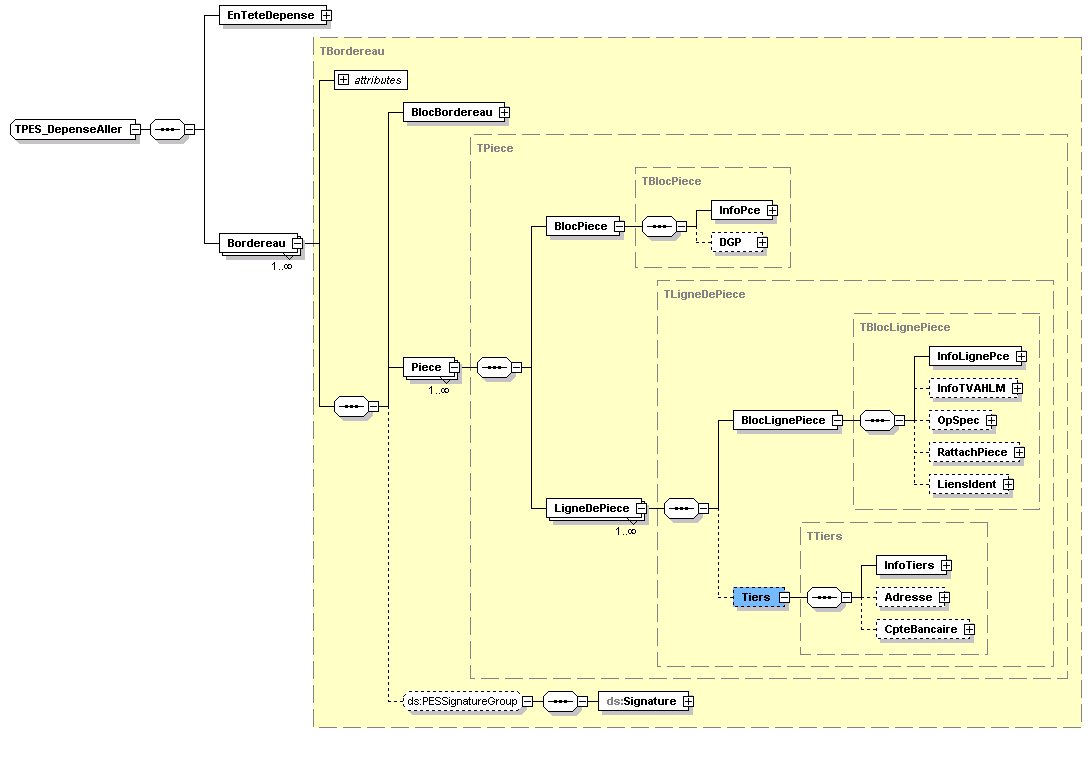 EnTeteDepense
TBordereau
attributes
BlocBordereau
TPES_DepenseAller
TPiece
TBlocPiece
InfoPce
BlocPiece
DGP
Bordereau
1..∞
TLigneDePiece
TBlocLignePiece
InfoLignePce
Piece
1..∞
InfoTVAHLM
OpSpec
BlocLignePiece
RattachPiece
LiensIdent
LigneDePiece
1..∞
TTiers
InfoTiers
Tiers
Adresse
CpteBancaire
ds:PESSignatureGroup
ds:Signature